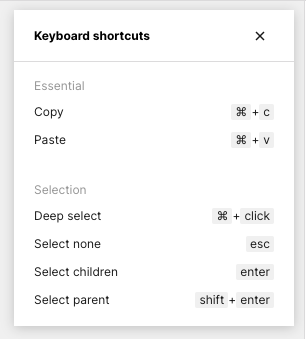 Keyboard shortcuts
Essential
Copy ⌘ + c
Paste ⌘ + v
Selection
Deep select ⌘ + click
Select none esc
Select children enter
Select parent shift + enter